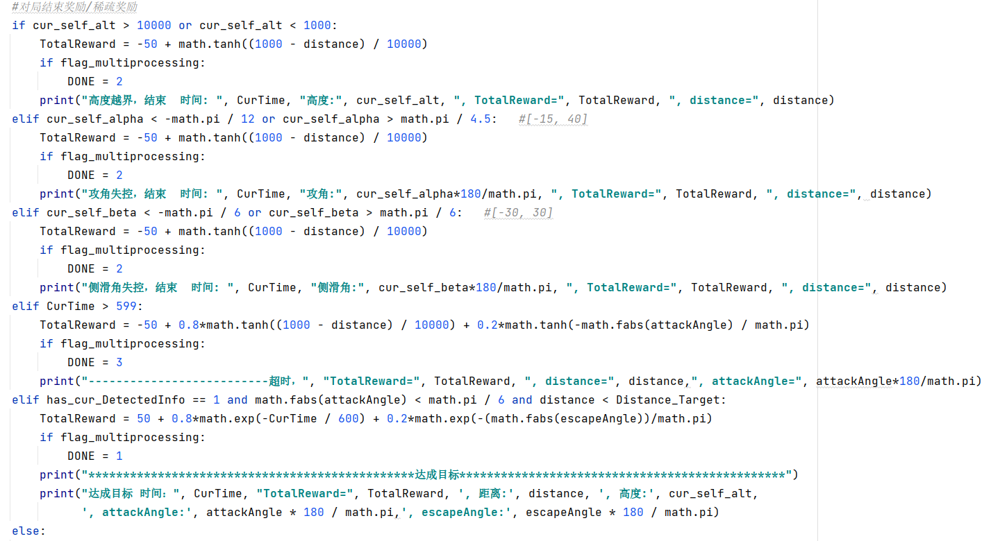 #对局结束奖励/稀疏奖励
if cur_self_alt > 10000 or cur_self_alt < 1000:
    TotalReward = -50 + math.tanh((1000 - distance) / 10000)
    if flag_multiprocessing:
        DONE = 2
    print("高度越界，结束  时间: ", CurTime, "高度:", cur_self_alt, ", TotalReward=", TotalReward, ", distance=", distance)
elif cur_self_alpha < -math.pi / 12 or cur_self_alpha > math.pi / 4.5:   #[-15, 40]
    TotalReward = -50 + math.tanh((1000 - distance) / 10000)
    if flag_multiprocessing:
        DONE = 2
    print("攻角失控，结束  时间: ", CurTime, "攻角:", cur_self_alpha*180/math.pi, ", TotalReward=", TotalReward, ", distance=", distance)
elif cur_self_beta < -math.pi / 6 or cur_self_beta > math.pi / 6:   #[-30, 30]
    TotalReward = -50 + math.tanh((1000 - distance) / 10000)
    if flag_multiprocessing:
        DONE = 2
    print("侧滑角失控，结束  时间: ", CurTime, "侧滑角:", cur_self_beta*180/math.pi, ", TotalReward=", TotalReward, ", distance=", distance)
elif CurTime > 599:
    TotalReward = -50 + 0.8*math.tanh((1000 - distance) / 10000) + 0.2*math.tanh(-math.fabs(attackAngle) / math.pi)
    if flag_multiprocessing:
        DONE = 3
    print("--------------------------超时，", "TotalReward=", TotalReward, ", distance=", distance,", attackAngle=", attackAngle*180/math.pi)
elif has_cur_DetectedInfo == 1 and math.fabs(attackAngle) < math.pi / 6 and distance < Distance_Target:
    TotalReward = 50 + 0.8*math.exp(-CurTime / 600) + 0.2*math.exp(-(math.fabs(escapeAngle))/math.pi)
    if flag_multiprocessing:
        DONE = 1
    print("***********************************************达成目标***********************************************")
    print("达成目标 时间：", CurTime, "TotalReward=", TotalReward, ', 距离:', distance, ', 高度:', cur_self_alt,
          ', attackAngle:', attackAngle * 180 / math.pi,', escapeAngle:', escapeAngle * 180 / math.pi)
else: